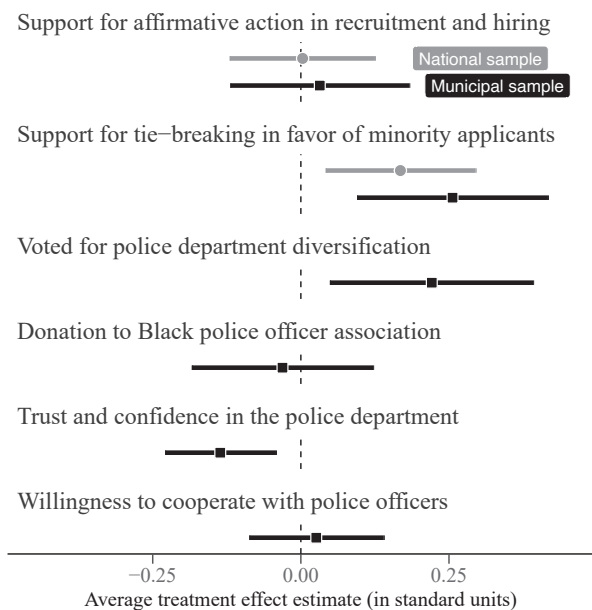 Support for affirmative action in recruitment and hiring
National sample
Municipal sample
Support for tie−breaking in favor of minority applicants
Voted for police department diversification
Donation to Black police officer association
Trust and confidence in the police department
Willingness to cooperate with police officers
−0.25 0.00 0.25
Average treatment effect estimate (in standard units)